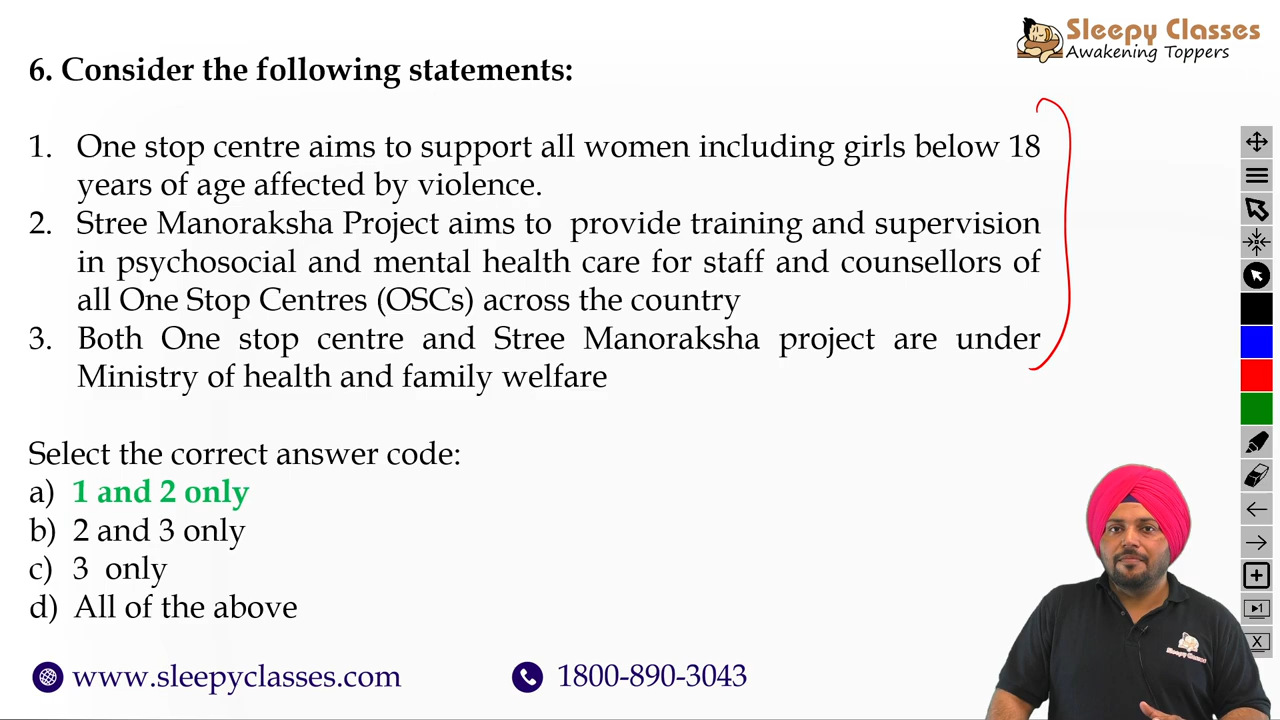 Sleepy Classes
Awakening Toppers
6. Consider the following statements:
1. One stop centre aims to support all women including girls below 18
years of age affected by violence.
2. Stree Manoraksha Project aims to provide training and supervision
in psychosocial and mental health care for staff and counsellors of
all One Stop Centres (OSCs) across the country
3. Both One stop centre and Stree Manoraksha project are under
Ministry of health and family welfare
Select the correct answer code:
a) 1 and 2 only
b) 2 and 3 only
c) 3 only
d) All of the above
www.sleepyclasses.com
1800-890-3043